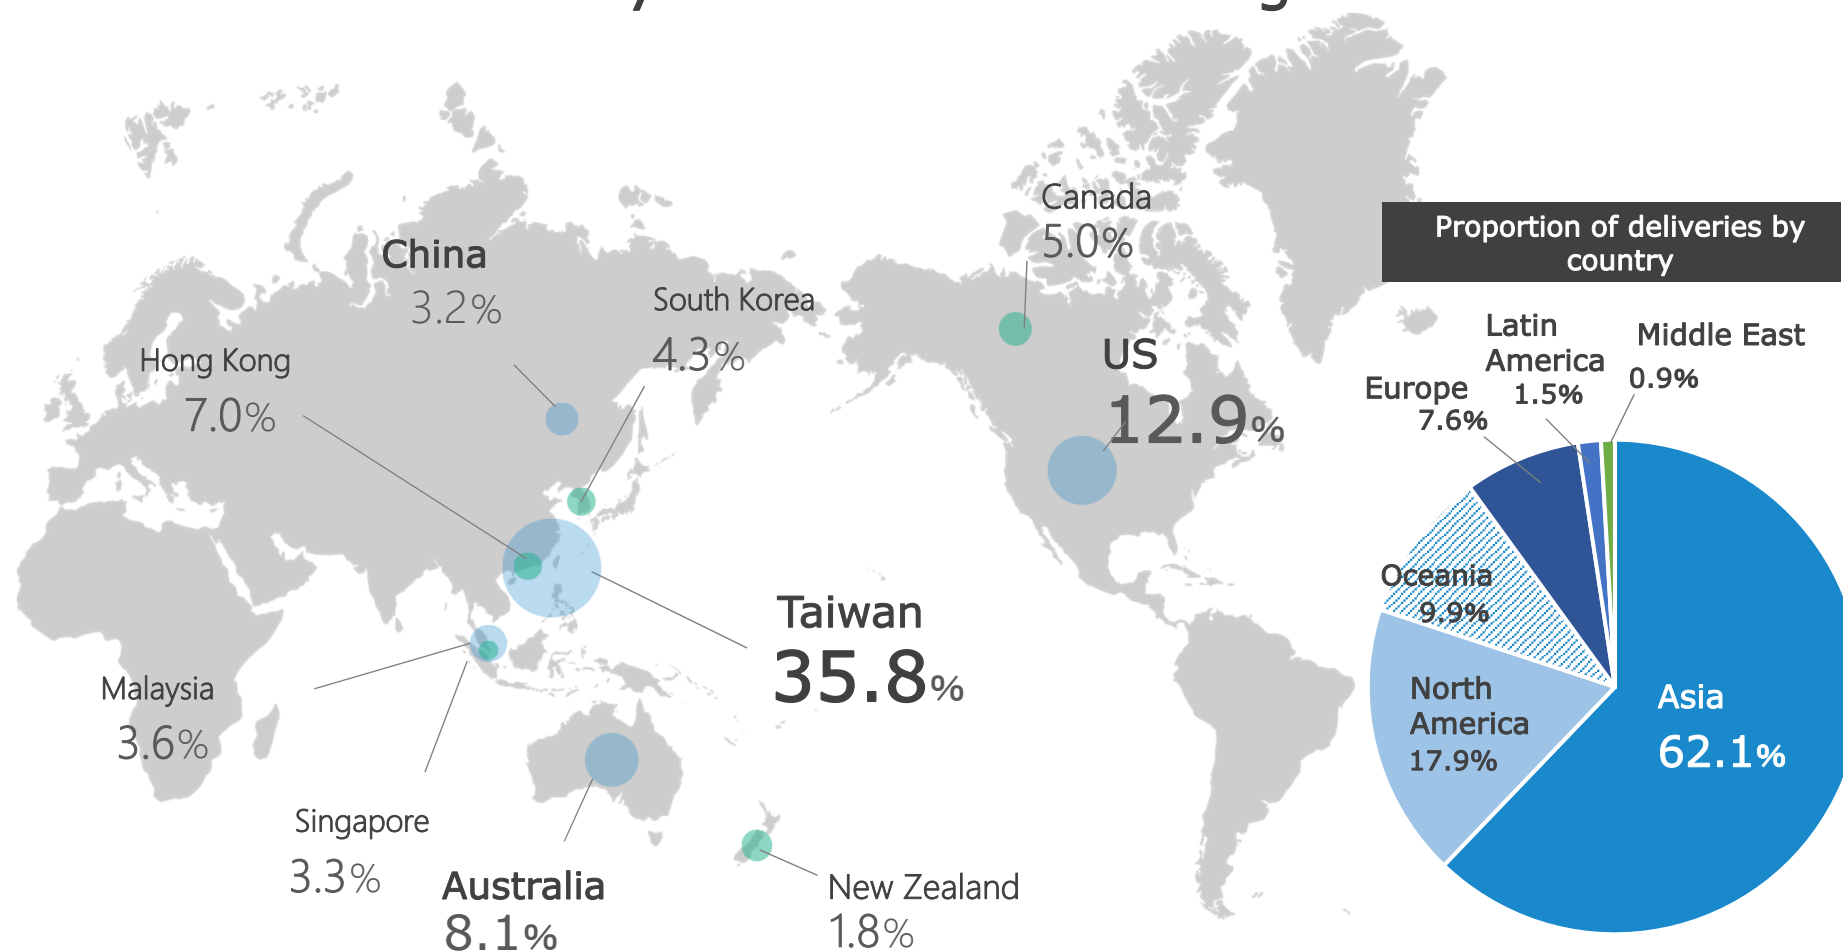 China
3.2%
South Korea
4.3%
Hong Kong
7.0%
Canada
5.0%
US
12.9%
Taiwan
35.8%
Malaysia
3.6%
Singapore
3.3%
Australia
8.1%
New Zealand
1.8%
Proportion of deliveries by
country
Latin
America
1.5%
Middle East
0.9%
Europe
7.6%
Oceania
9.9%
North
America
17.9%
Asia
62.1%